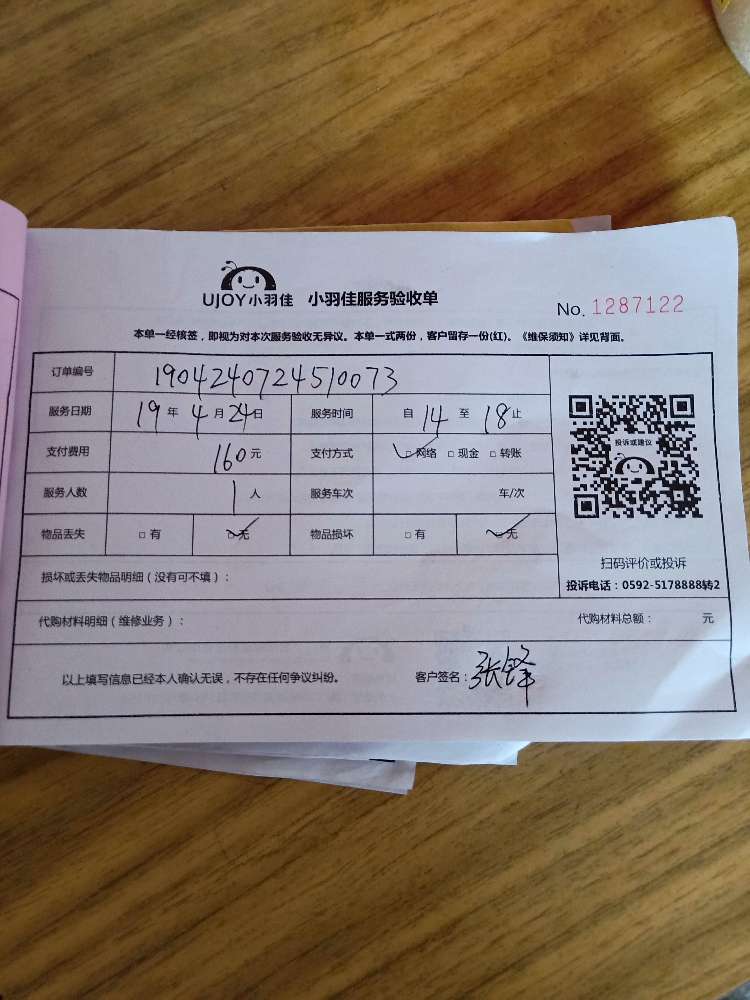 UJOY小羽佳 小羽佳服务验收单
No. 1287122
本单一经核签，即视为对本次服务验收无异议。本单一式两份，客户留存一份(红)。《维保须知》详见背面。
订单编号 1904240724510073
服务日期 19年4月24日 服务时间 自14至18止
支付费用 160元 支付方式 ☑网络 □现金 □转账
服务人数 1人 服务车次 车/次
物品丢失 □有 ☑无 物品损坏 □有 ☑无
投诉或建议
扫码评价或投诉
投诉电话：0592-5178888转2
损坏或丢失物品明细（没有可不填）：
代购材料明细（维修业务）： 代购材料总额： 元
以上填写信息已经本人确认无误，不存在任何争议纠纷。 客户签名：张锋